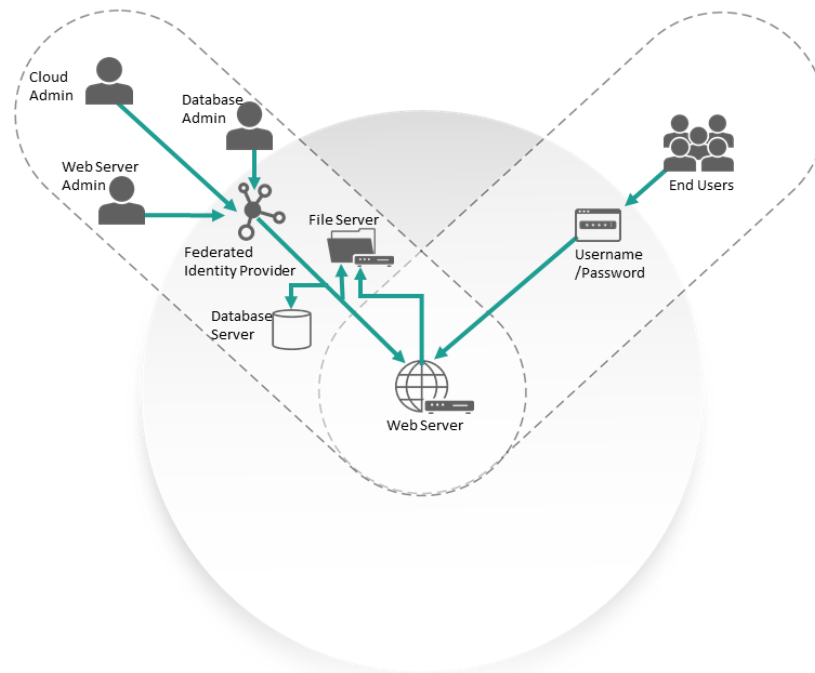 Cloud
Admin
Database
Admin
Web Server
Admin
End Users
File Server
Federated
Identity Provider
Username
/Password
Database
Server
Web Server